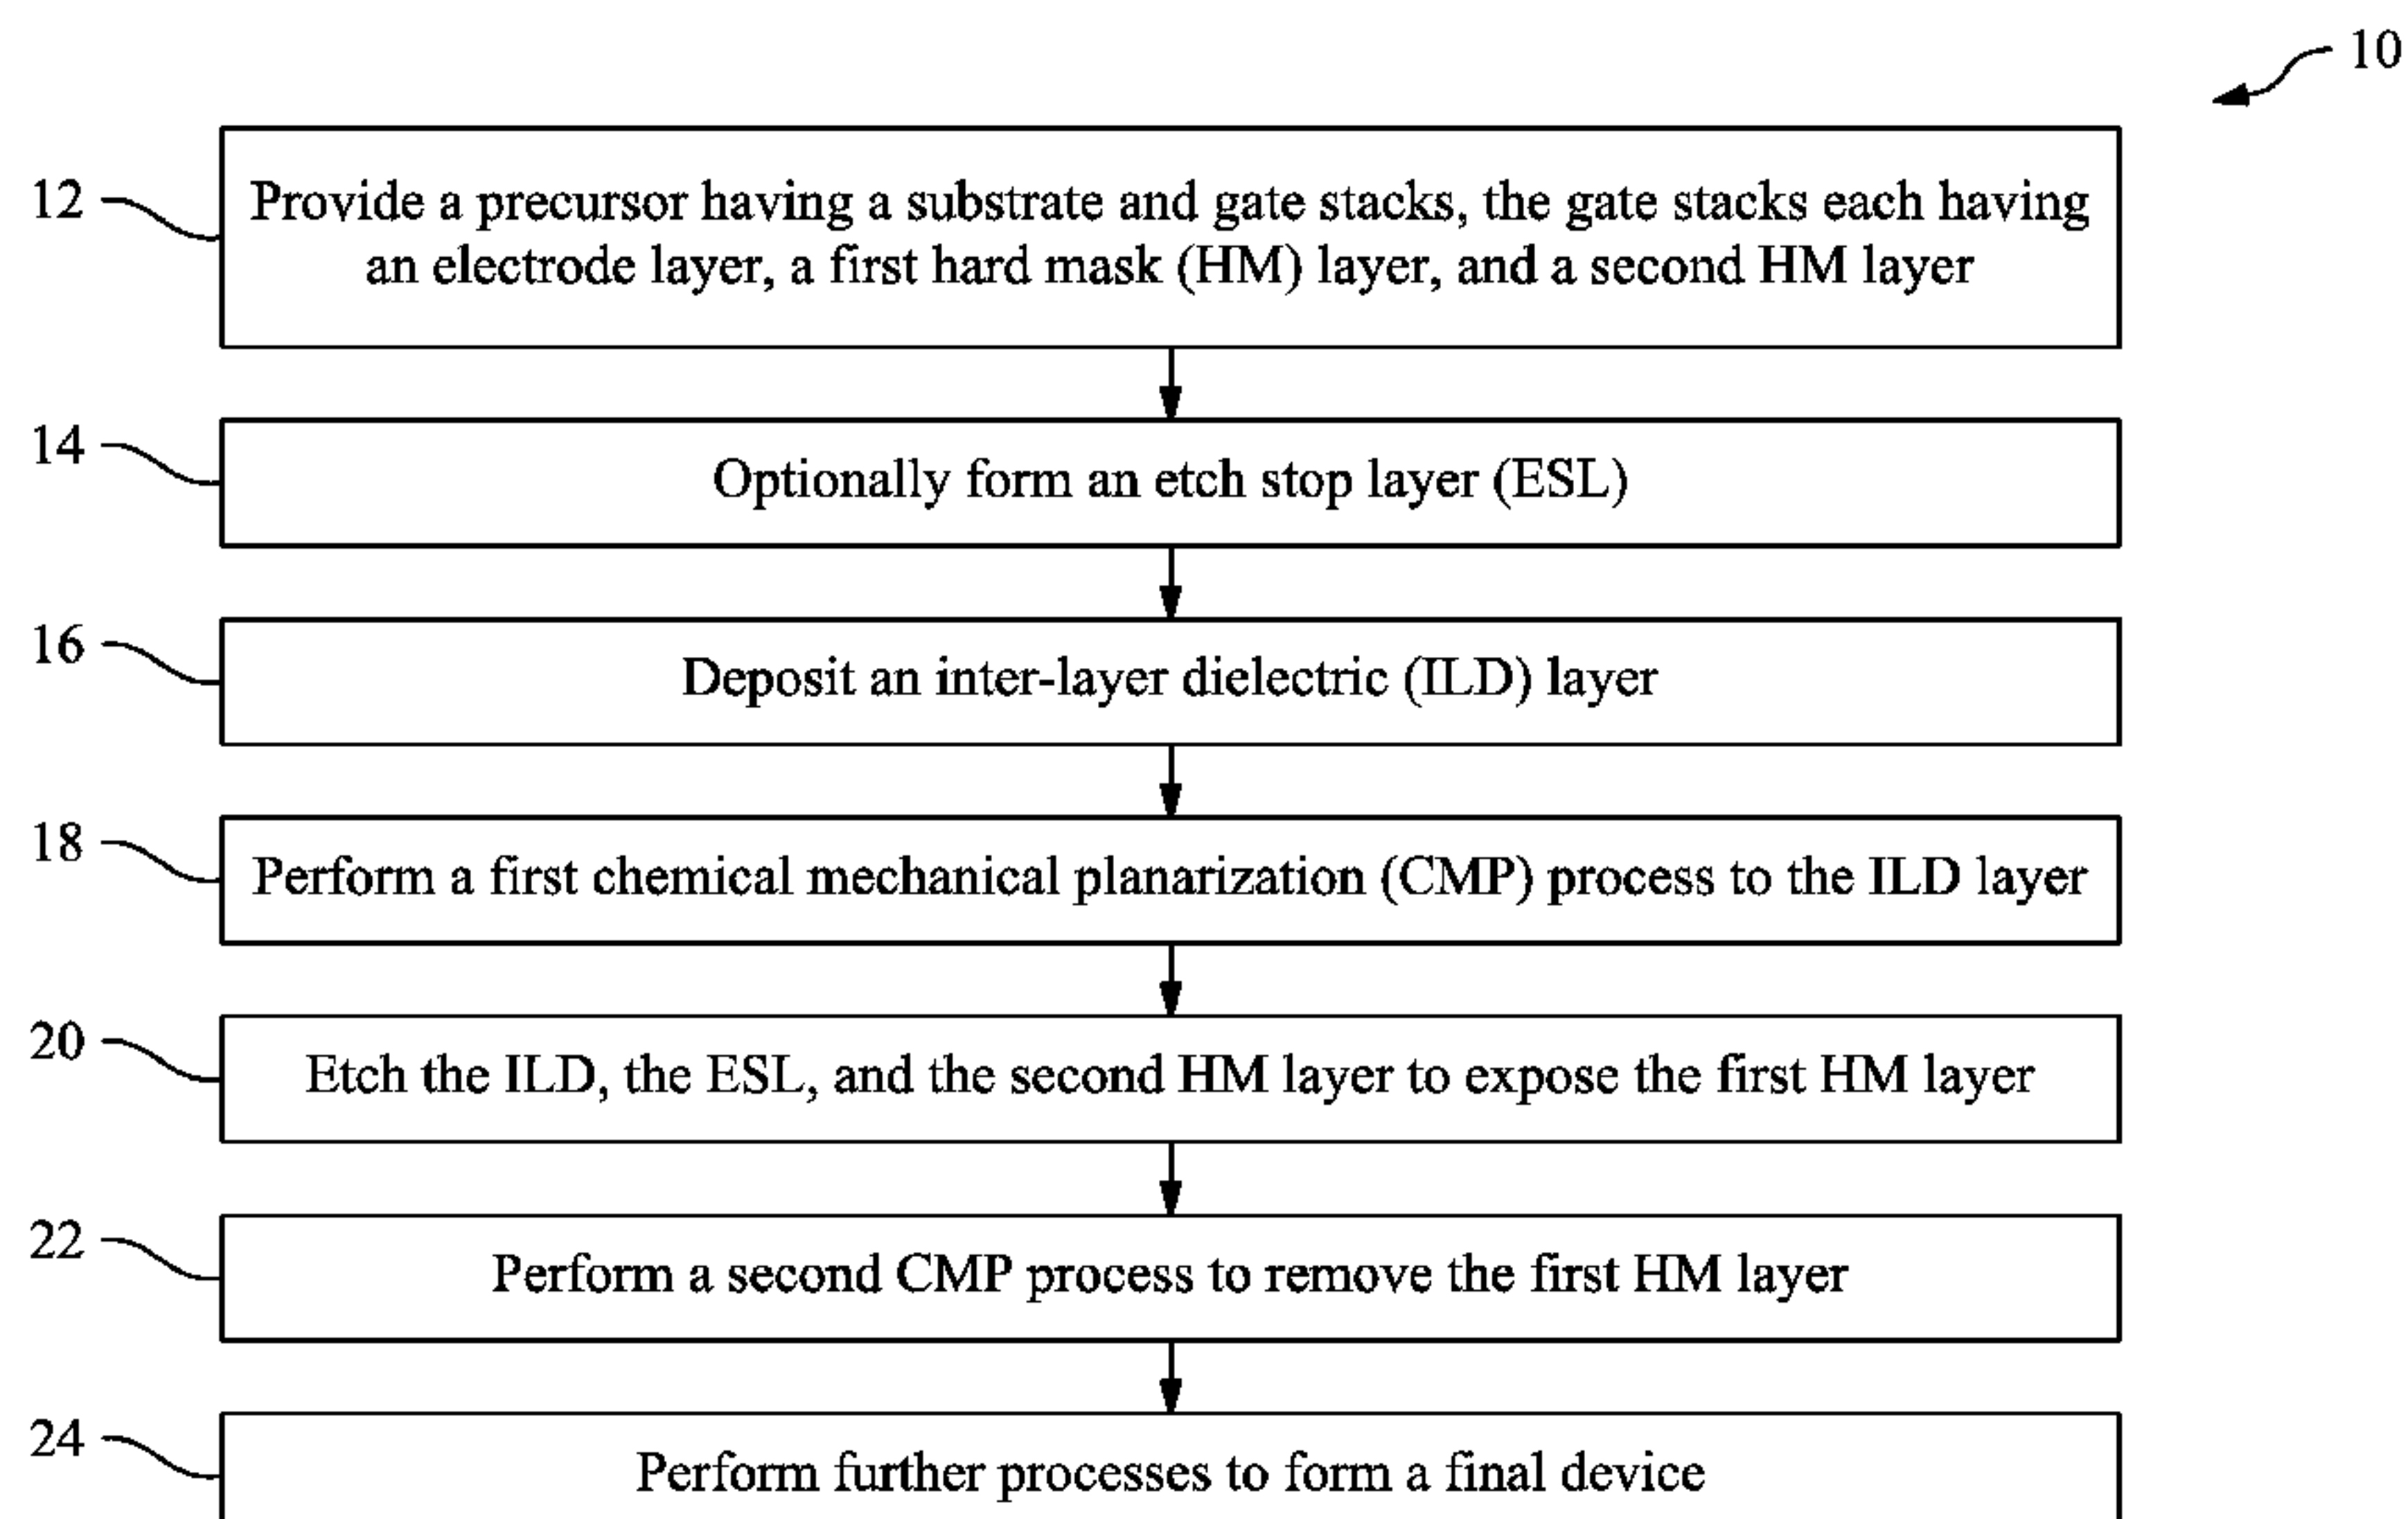 10
12
Provide a precursor having a substrate and gate stacks, the gate stacks each having
an electrode layer, a first hard mask (HM) layer, and a second HM layer
14
Optionally form an etch stop layer (ESL)
16
Deposit an inter-layer dielectric (ILD) layer
18
Perform a first chemical mechanical planarization (CMP) process to the ILD layer
20
Etch the ILD, the ESL, and the second HM layer to expose the first HM layer
22
Perform a second CMP process to remove the first HM layer
24
Perform further processes to form a final device